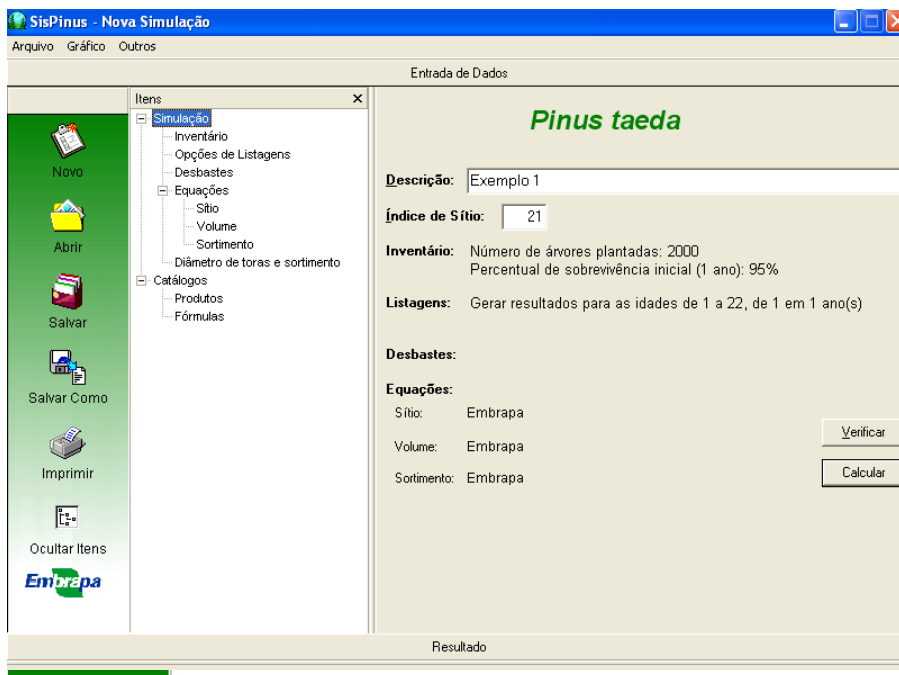 SisPinus - Nova Simulação
Arquivo Gráfico Outros
Entrada de Dados
Novo
Abrir
Salvar
Salvar Como
Imprimir
Ocultar Itens
Embrapa
Itens
Simulação
Inventário
Opções de Listagens
Desbastes
Equações
Sítio
Volume
Sortimento
Diâmetro de toras e sortimento
Catálogos
Produtos
Fórmulas
Pinus taeda
Descrição: Exemplo 1
Índice de Sítio: 21
Inventário: Número de árvores plantadas: 2000
Percentual de sobrevivência inicial (1 ano): 95%
Listagens: Gerar resultados para as idades de 1 a 22, de 1 em 1 ano(s)
Desbastes:
Equações:
Sítio: Embrapa
Volume: Embrapa
Sortimento: Embrapa
Verificar
Calcular
Resultado